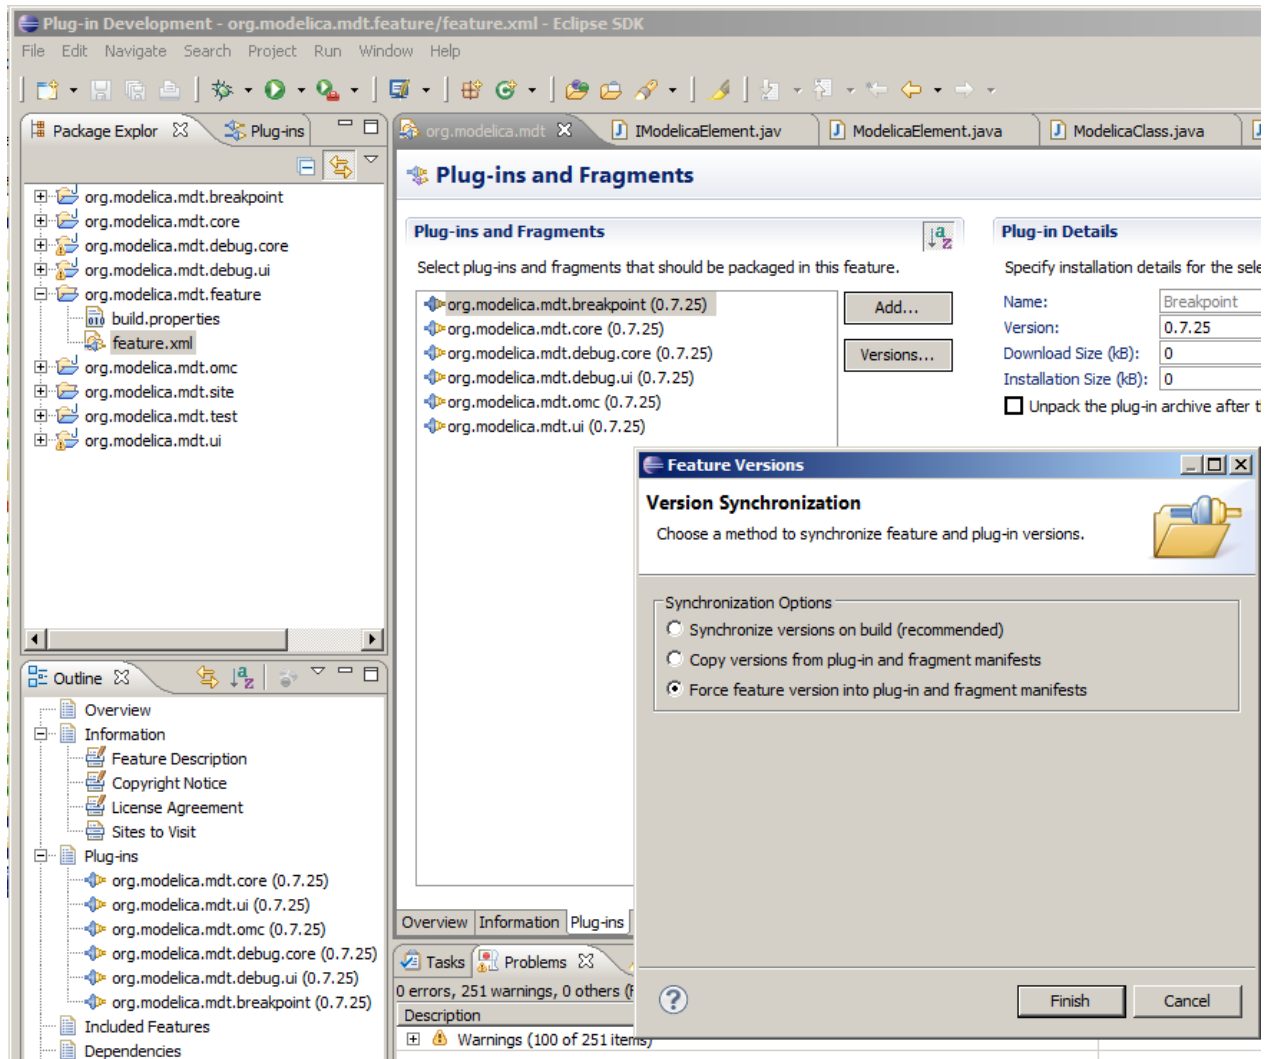 Plug-in Development - org.modelica.mdt.feature/feature.xml - Eclipse SDK
File Edit Navigate Search Project Run Window Help
Package Explor
Plug-ins
org.modelica.mdt
IModelicaElement.jav
ModelicaElement.java
ModelicaClass.java
org.modelica.mdt.breakpoint
org.modelica.mdt.core
org.modelica.mdt.debug.core
org.modelica.mdt.debug.ui
org.modelica.mdt.feature
build.properties
feature.xml
org.modelica.mdt.omc
org.modelica.mdt.site
org.modelica.mdt.test
org.modelica.mdt.ui
Plug-ins and Fragments
Plug-ins and Fragments
Select plug-ins and fragments that should be packaged in this feature.
org.modelica.mdt.breakpoint (0.7.25)
org.modelica.mdt.core (0.7.25)
org.modelica.mdt.debug.core (0.7.25)
org.modelica.mdt.debug.ui (0.7.25)
org.modelica.mdt.omc (0.7.25)
org.modelica.mdt.ui (0.7.25)
Add...
Versions...
Plug-in Details
Specify installation details for the sele
Name: Breakpoint
Version: 0.7.25
Download Size (kB): 0
Installation Size (kB): 0
Unpack the plug-in archive after t
Feature Versions
Version Synchronization
Choose a method to synchronize feature and plug-in versions.
Synchronization Options
Synchronize versions on build (recommended)
Copy versions from plug-in and fragment manifests
Force feature version into plug-in and fragment manifests
Finish
Cancel
Outline
Overview
Information
Feature Description
Copyright Notice
License Agreement
Sites to Visit
Plug-ins
org.modelica.mdt.core (0.7.25)
org.modelica.mdt.ui (0.7.25)
org.modelica.mdt.omc (0.7.25)
org.modelica.mdt.debug.core (0.7.25)
org.modelica.mdt.debug.ui (0.7.25)
org.modelica.mdt.breakpoint (0.7.25)
Included Features
Dependencies
Overview Information Plug-ins
Tasks
Problems
0 errors, 251 warnings, 0 others (
Description
Warnings (100 of 251 items)